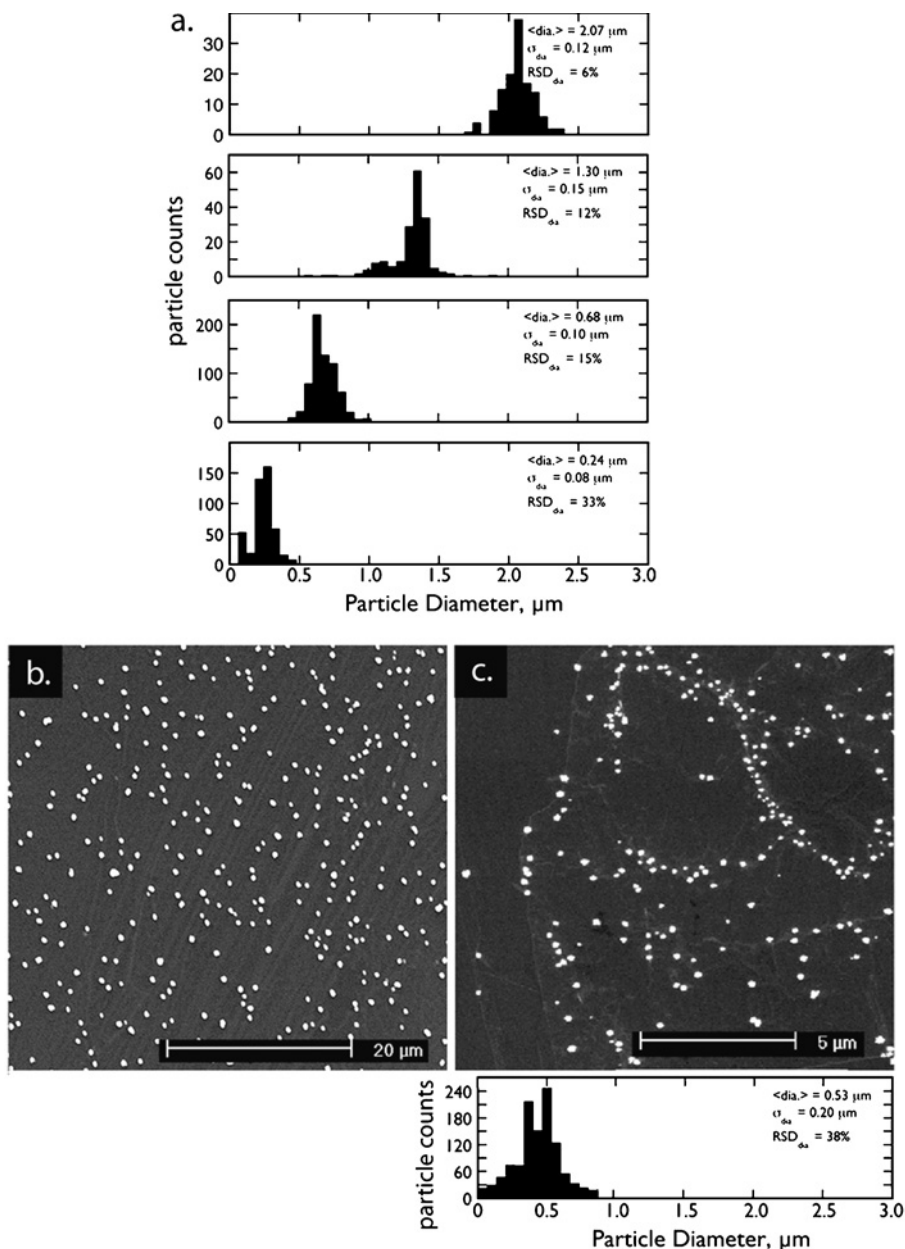 a.
particle counts
40
30
20
10
0
<dia.> = 2.07 µm
σdia = 0.12 µm
RSDdia = 6%
60
40
20
0
<dia.> = 1.30 µm
σdia = 0.15 µm
RSDdia = 12%
200
100
0
<dia.> = 0.68 µm
σdia = 0.10 µm
RSDdia = 15%
150
100
50
0
<dia.> = 0.24 µm
σdia = 0.08 µm
RSDdia = 33%
0 0.5 1.0 1.5 2.0 2.5 3.0
Particle Diameter, µm
b.
20 µm
c.
5 µm
particle counts
240
180
120
60
0
<dia.> = 0.53 µm
σdia = 0.20 µm
RSDdia = 38%
0 0.5 1.0 1.5 2.0 2.5 3.0
Particle Diameter, µm